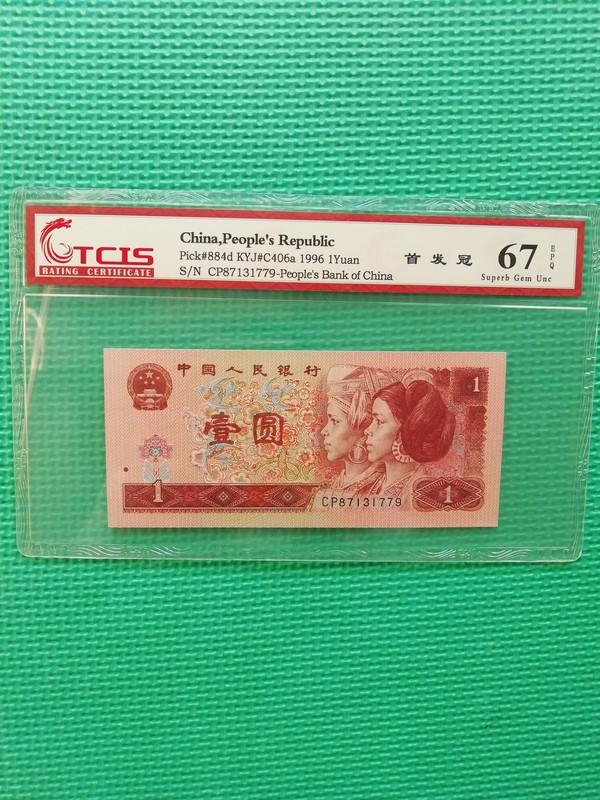 TCIS
RATING CERTIFICATE
China,People's Republic
Pick#884d KYJ#C406a 1996 1Yuan
S/N CP87131779-People's Bank of China
首发冠
67
EPQ
Superb Gem Unc
中国人民银行
1
壹圆
1
CP87131779
1